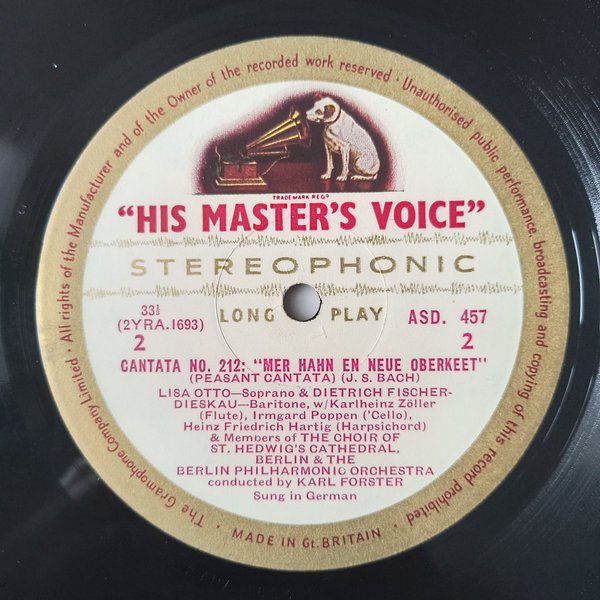 All rights of the Manufacturer and of the Owner of the recorded work reserved · Unauthorised public performance, broadcasting and copying of this record prohibited ·
TRADE MARK REGD
"HIS MASTER'S VOICE"
STEREOPHONIC
33⅓ LONG PLAY ASD. 457
(2YRA.1693)
2 2
CANTATA NO. 212: "MER HAHN EN NEUE OBERKEET"
(PEASANT CANTATA) (J. S. BACH)
LISA OTTO—Soprano & DIETRICH FISCHER-
DIESKAU—Baritone, w/Karlheinz Zöller
(Flute), Irmgard Poppen ('Cello),
Heinz Friedrich Hartig (Harpsichord)
& Members of THE CHOIR OF
ST. HEDWIG'S CATHEDRAL,
BERLIN & THE
BERLIN PHILHARMONIC ORCHESTRA
conducted by KARL FORSTER
Sung in German
The Gramophone Company Limited ·
MADE IN Gt. BRITAIN